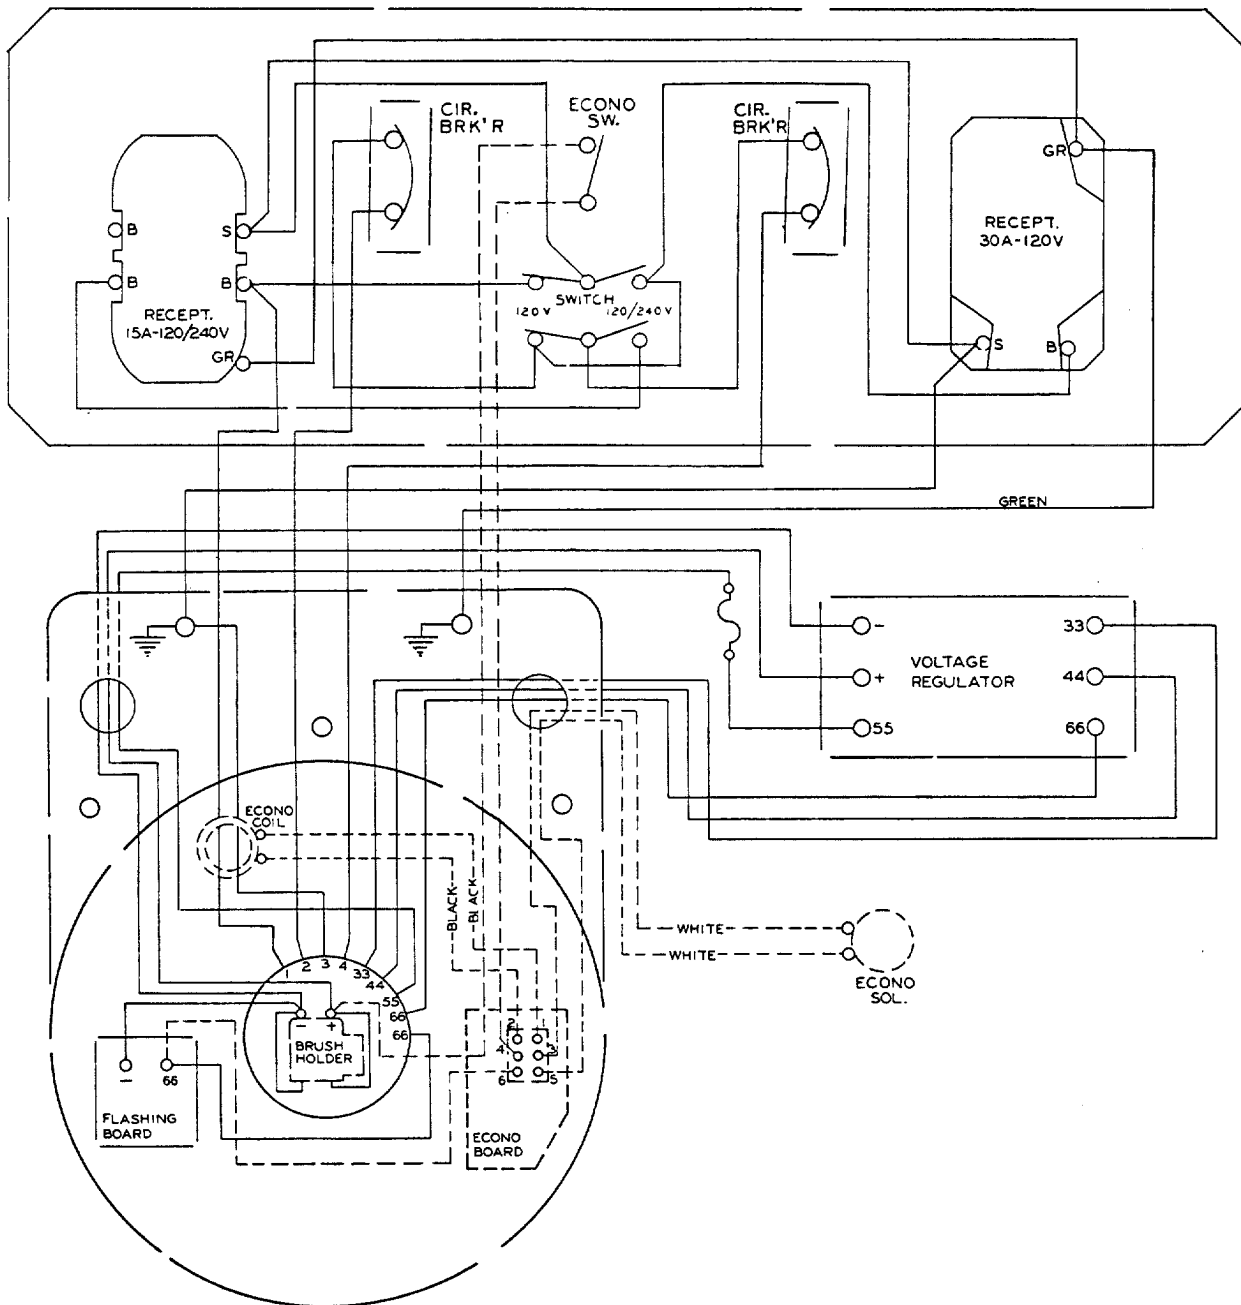 CIR.
BRK'R
ECONO
SW.
CIR.
BRK'R
GR
B
S
RECEPT.
30A-120V
B
B
SWITCH
120V
120/240V
RECEPT.
15A-120/240V
GR
S
B
GREEN
-
33
VOLTAGE
REGULATOR
+
44
55
66
ECONO
COIL
BLACK
BLACK
WHITE
WHITE
ECONO
SOL.
2
3
4
33
44
55
66
66
-
+
BRUSH
HOLDER
2
1
4
3
6
5
-
66
FLASHING
BOARD
ECONO
BOARD